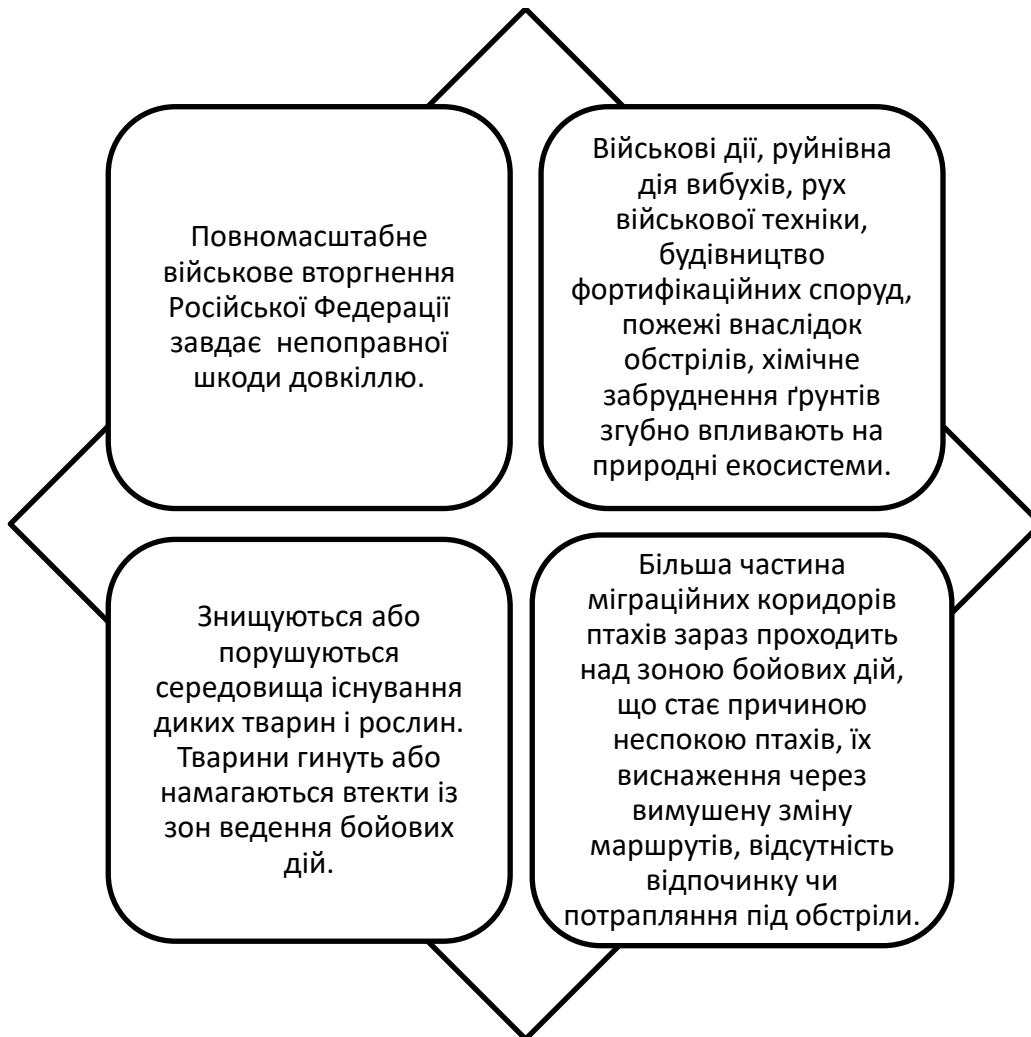 Повномасштабне
військове вторгнення
Російської Федерації
завдає  непоправної
шкоди довкіллю.
Військові дії, руйнівна
дія вибухів, рух
військової техніки,
будівництво
фортифікаційних споруд,
пожежі внаслідок
обстрілів, хімічне
забруднення ґрунтів
згубно впливають на
природні екосистеми.
Знищуються або
порушуються
середовища існування
диких тварин і рослин.
Тварини гинуть або
намагаються втекти із
зон ведення бойових
дій.
Більша частина
міграційних коридорів
птахів зараз проходить
над зоною бойових дій,
що стає причиною
неспокою птахів, їх
виснаження через
вимушену зміну
маршрутів, відсутність
відпочинку чи
потрапляння під обстріли.